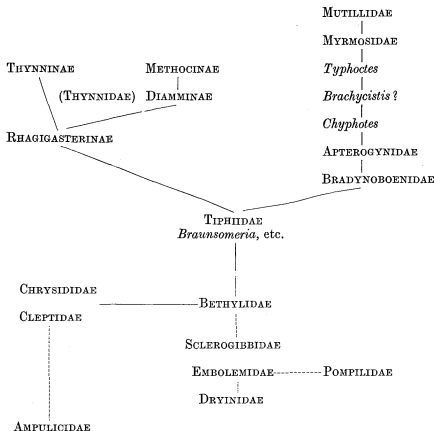 MUTILLIDAE
MYRMOSIDAE
THYNNINAE METHOCINAE Typhoctes
(THYNNIDAE) DIAMMINAE Brachycistis?
Chyphotes
RHAGIGASTERINAE
APTEROGYNIDAE
BRADYNOBOENIDAE
TIPHIIDAE
Braunsomeria, etc.
CHRYSIDIDAE
BETHYLIDAE
CLEPTIDAE
SCLEROGIBBIDAE
EMBOLEMIDAE POMPILIDAE
DRYINIDAE
AMPULICIDAE